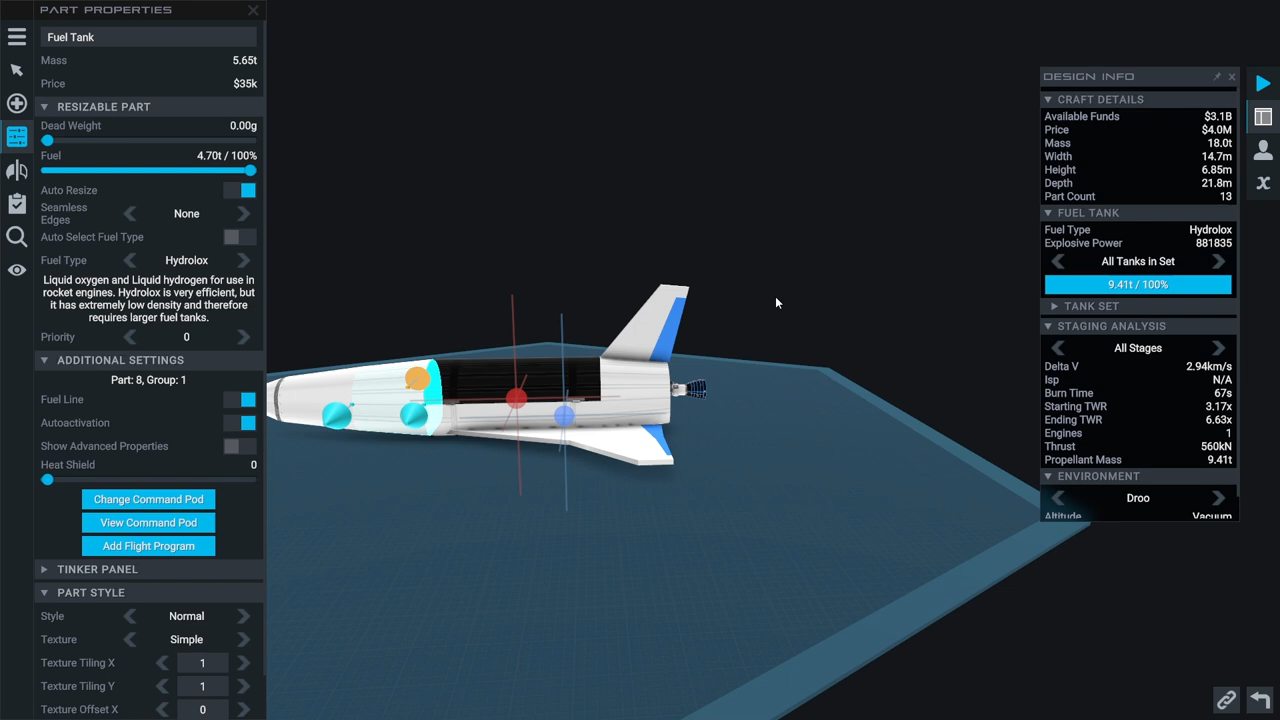 PART PROPERTIES
Fuel Tank
Mass 5.65t
Price $35k
RESIZABLE PART
Dead Weight 0.00g
Fuel 4.70t / 100%
Auto Resize
Seamless Edges None
Auto Select Fuel Type
Fuel Type Hydrolox
Liquid oxygen and Liquid hydrogen for use in
rocket engines. Hydrolox is very efficient, but
it has extremely low density and therefore
requires larger fuel tanks.
Priority 0
ADDITIONAL SETTINGS
Part: 8, Group: 1
Fuel Line
Autoactivation
Show Advanced Properties
Heat Shield 0
Change Command Pod
View Command Pod
Add Flight Program
TINKER PANEL
PART STYLE
Style Normal
Texture Simple
Texture Tiling X 1
Texture Tiling Y 1
Texture Offset X 0
DESIGN INFO
CRAFT DETAILS
Available Funds $3.1B
Price $4.0M
Mass 18.0t
Width 14.7m
Height 6.85m
Depth 21.8m
Part Count 13
FUEL TANK
Fuel Type Hydrolox
Explosive Power 881835
All Tanks in Set
9.41t / 100%
TANK SET
STAGING ANALYSIS
All Stages
Delta V 2.94km/s
Isp N/A
Burn Time 67s
Starting TWR 3.17x
Ending TWR 6.63x
Engines 1
Thrust 560kN
Propellant Mass 9.41t
ENVIRONMENT
Droo
Altitude Vacuum